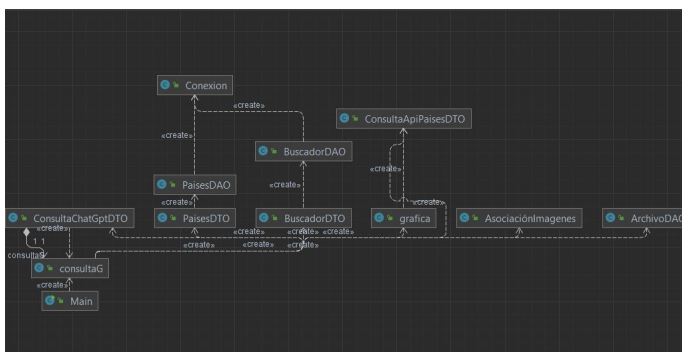 Conexion
«create»
ConsultaApiPaisesDTO
«create»
BuscadorDAO
«create»
«create»
PaisesDAO
«create»
«create»
ConsultaChatGptDTO
PaisesDTO
BuscadorDTO
grafica
AsociaciónImagenes
ArchivoDAO
«create»
«create»
«create»
1 1
«create»
«create»
«create»
consultaG
consultaG
«create»
Main